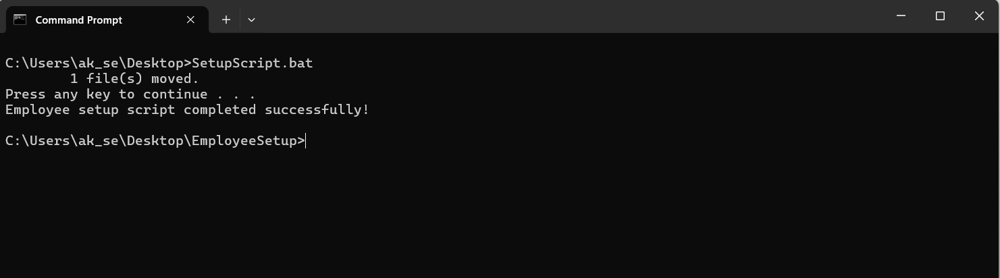 Command Prompt
C:\Users\ak_se\Desktop>SetupScript.bat
        1 file(s) moved.
Press any key to continue . . .
Employee setup script completed successfully!
C:\Users\ak_se\Desktop\EmployeeSetup>